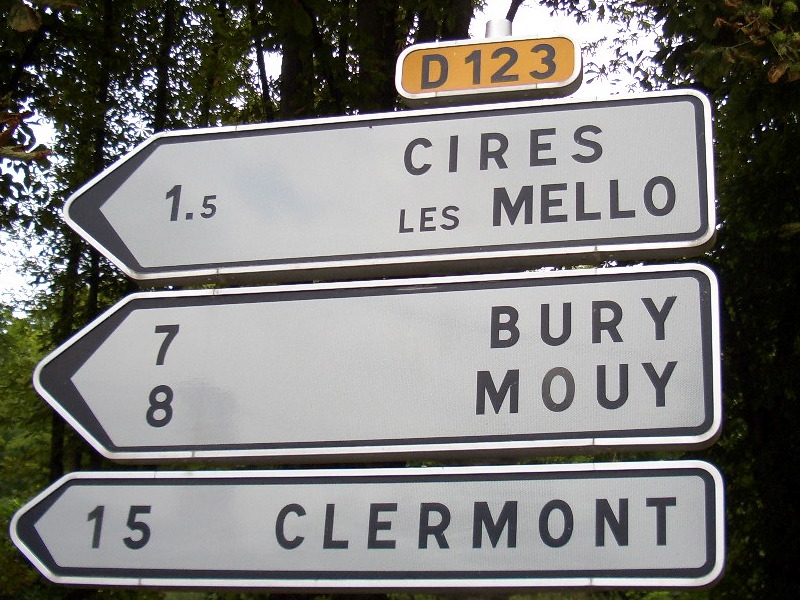 D 123
CIRES
1.5 LES MELLO
7 BURY
8 MOUY
15 CLERMONT